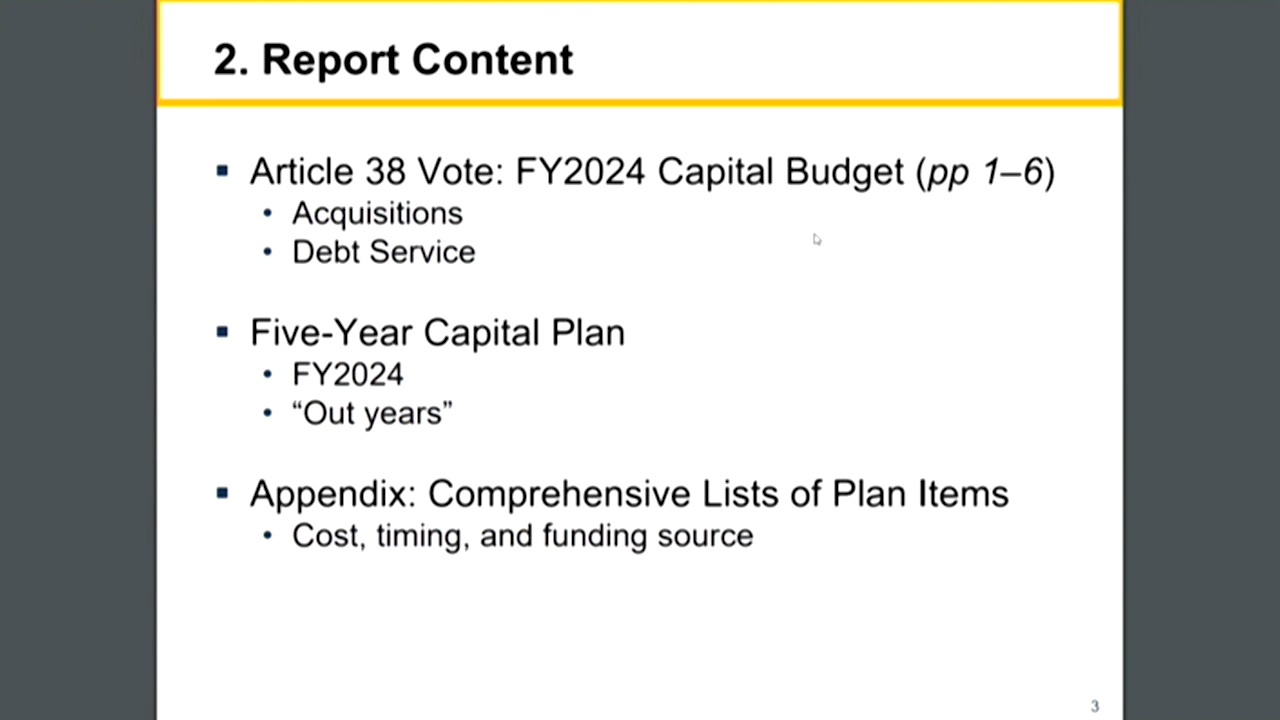 2. Report Content
▪ Article 38 Vote: FY2024 Capital Budget (pp 1–6)
• Acquisitions
• Debt Service
▪ Five-Year Capital Plan
• FY2024
• “Out years”
▪ Appendix: Comprehensive Lists of Plan Items
• Cost, timing, and funding source
3